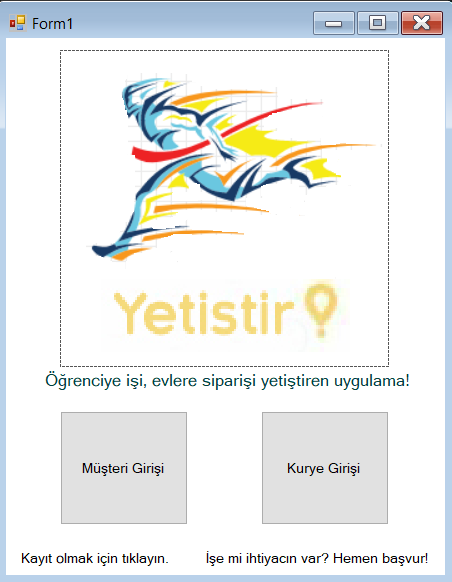 Form1
Yetistir
Öğrenciye işi, evlere siparişi yetiştiren uygulama!
Müşteri Girişi
Kurye Girişi
Kayıt olmak için tıklayın.
İşe mi ihtiyacın var? Hemen başvur!